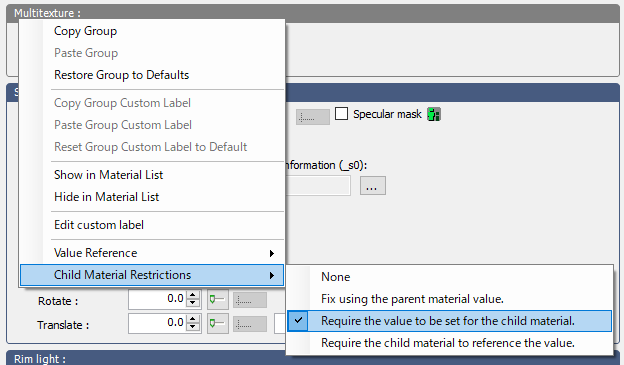 Multitexture :
Copy Group
Paste Group
Restore Group to Defaults
Copy Group Custom Label
Paste Group Custom Label
Reset Group Custom Label to Default
Specular mask
Show in Material List
Hide in Material List
nformation (_s0):
...
Edit custom label
Value Reference
Child Material Restrictions
None
Fix using the parent material value.
Require the value to be set for the child material.
Require the child material to reference the value.
Rotate :
0.0
Translate :
0.0
Rim light :